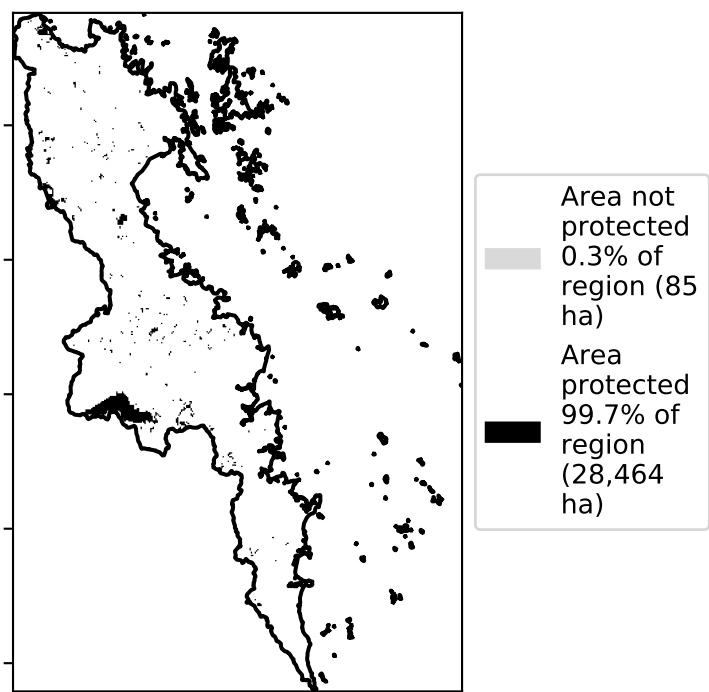 Area not
protected
0.3% of
region (85
ha)
Area
protected
99.7% of
region
(28,464
ha)